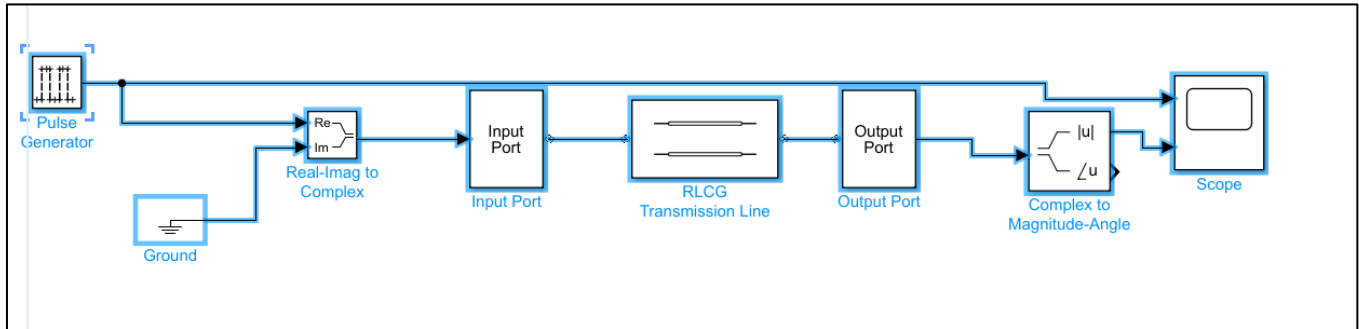 Pulse
Generator
Ground
Re
Im
Real-Imag to
Complex
Input
Port
Input Port
RLCG
Transmission Line
Output
Port
Output Port
|u|
∠u
Complex to
Magnitude-Angle
Scope